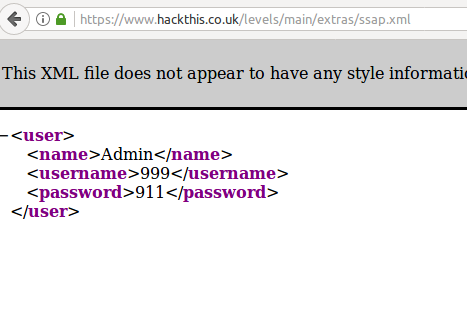 https://www.hackthis.co.uk/levels/main/extras/ssap.xml
This XML file does not appear to have any style
<user>
<name>Admin</name>
<username>999</username>
<password>911</password>
</user>